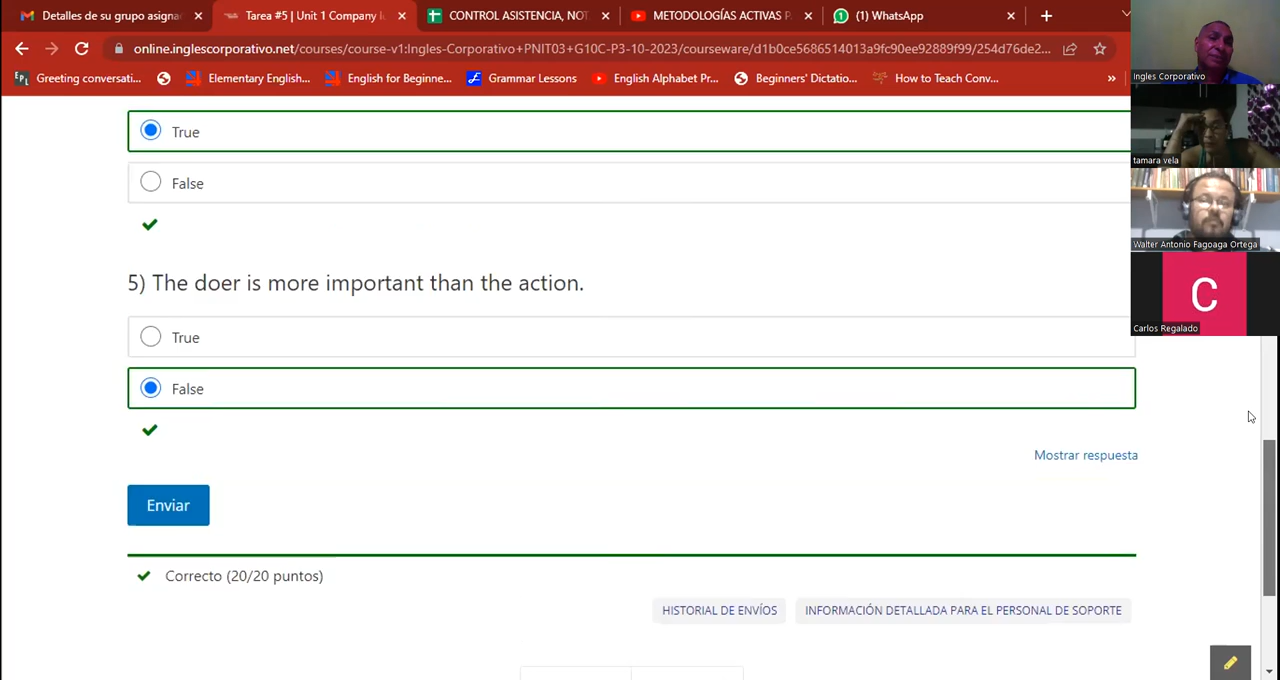 Detalles de su grupo asigna
Tarea #5 | Unit 1 Company
CONTROL ASISTENCIA, NOT
METODOLOGÍAS ACTIVAS P
(1) WhatsApp
online.inglescorporativo.net/courses/course-v1:Ingles-Corporativo+PNIT03+G10C-P3-10-2023/courseware/d1b0ce5686514013a9fc90ee92889f99/254d76de2...
Greeting conversati...
Elementary English...
English for Beginne...
Grammar Lessons
English Alphabet Pr...
Beginners' Dictatio...
How to Teach Conv...
»
Ingles Corporativo
tamara vela
Walter Antonio Fagoaga Ortega
C
Carlos Regalado
True
False
5) The doer is more important than the action.
True
False
Mostrar respuesta
Enviar
Correcto (20/20 puntos)
HISTORIAL DE ENVÍOS
INFORMACIÓN DETALLADA PARA EL PERSONAL DE SOPORTE